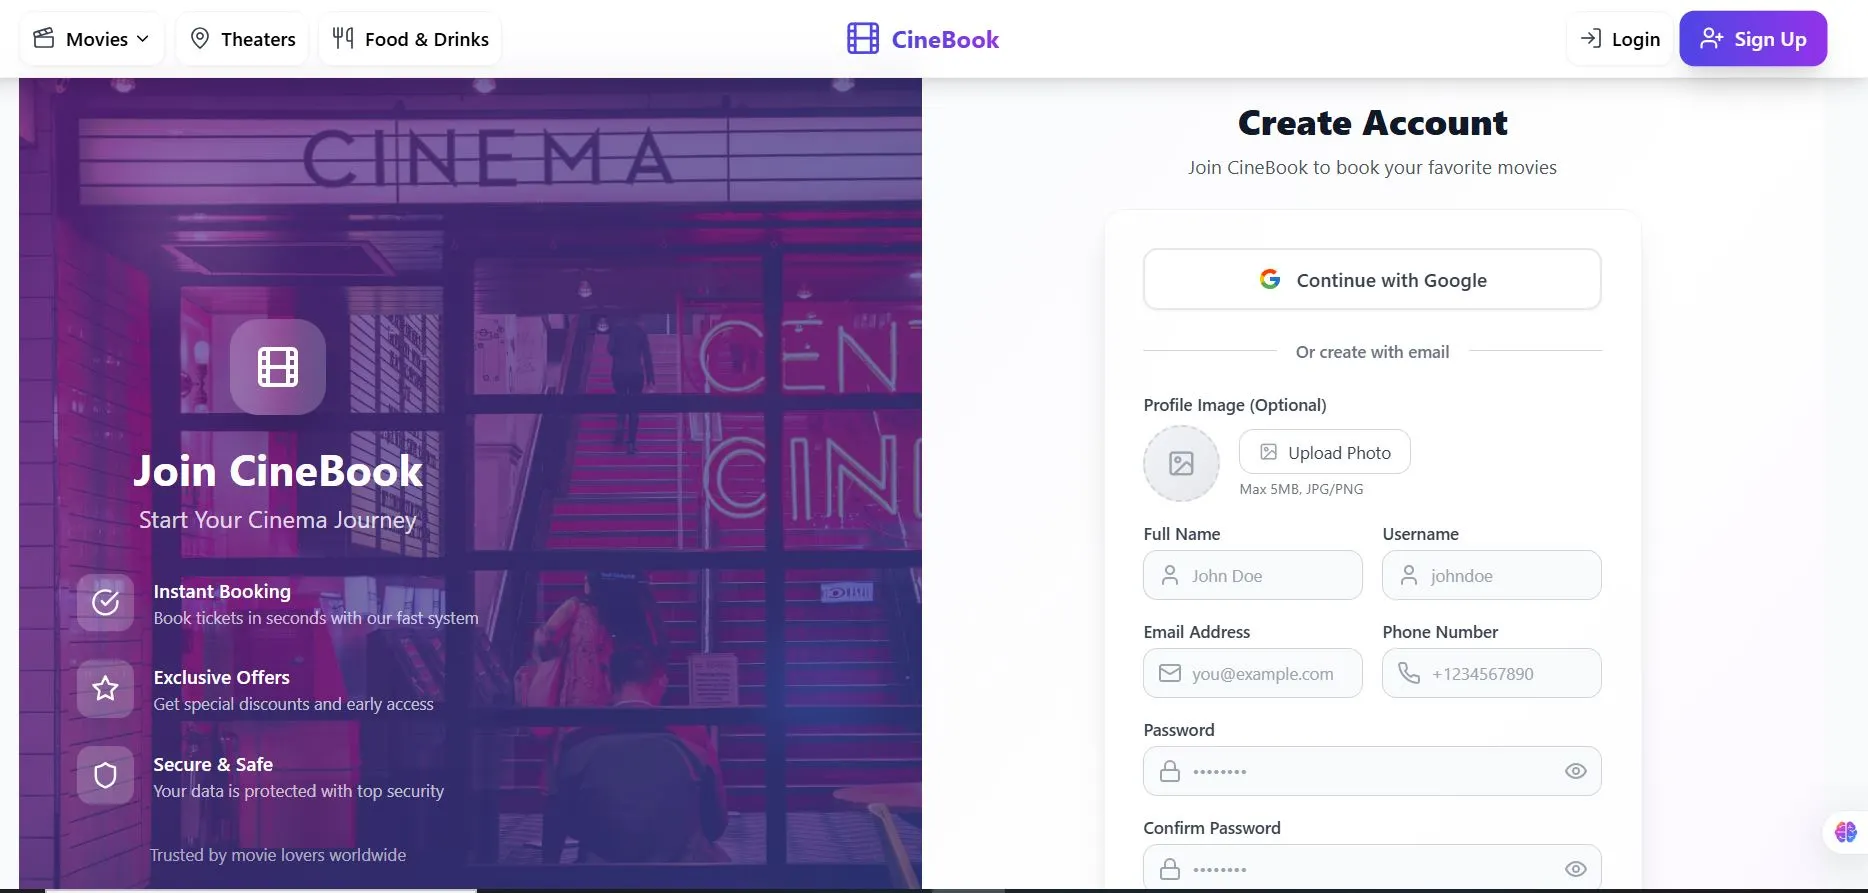 Movies
Theaters
Food & Drinks
CineBook
Login
Sign Up
CINEMA
CEN
CIN
Join CineBook
Start Your Cinema Journey
Instant Booking
Book tickets in seconds with our fast system
Exclusive Offers
Get special discounts and early access
Secure & Safe
Your data is protected with top security
Trusted by movie lovers worldwide
Create Account
Join CineBook to book your favorite movies
Continue with Google
Or create with email
Profile Image (Optional)
Upload Photo
Max 5MB, JPG/PNG
Full Name
Username
John Doe
johndoe
Email Address
Phone Number
you@example.com
+1234567890
Password
••••••••
Confirm Password
••••••••